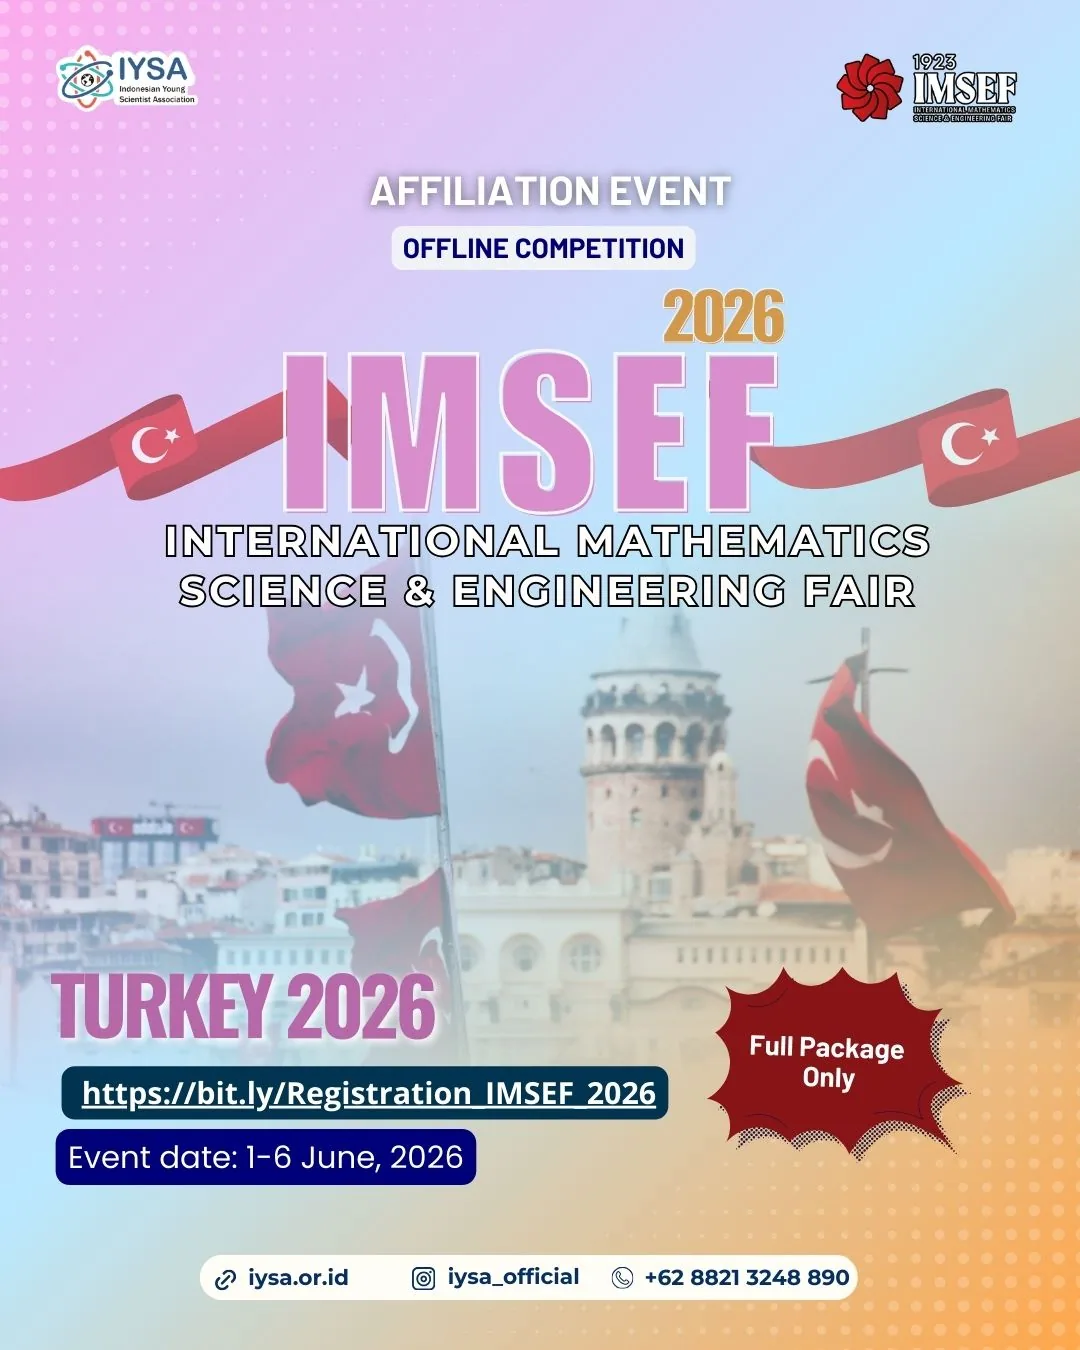 IYSA
Indonesian Young
Scientist Association
1923
IMSEF
INTERNATIONAL MATHEMATICS
SCIENCE & ENGINEERING FAIR
AFFILIATION EVENT
OFFLINE COMPETITION
2026
IMSEF
INTERNATIONAL MATHEMATICS
SCIENCE & ENGINEERING FAIR
TURKEY 2026
Full Package
Only
https://bit.ly/Registration_IMSEF_2026
Event date: 1-6 June, 2026
iysa.or.id
iysa_official
+62 8821 3248 890